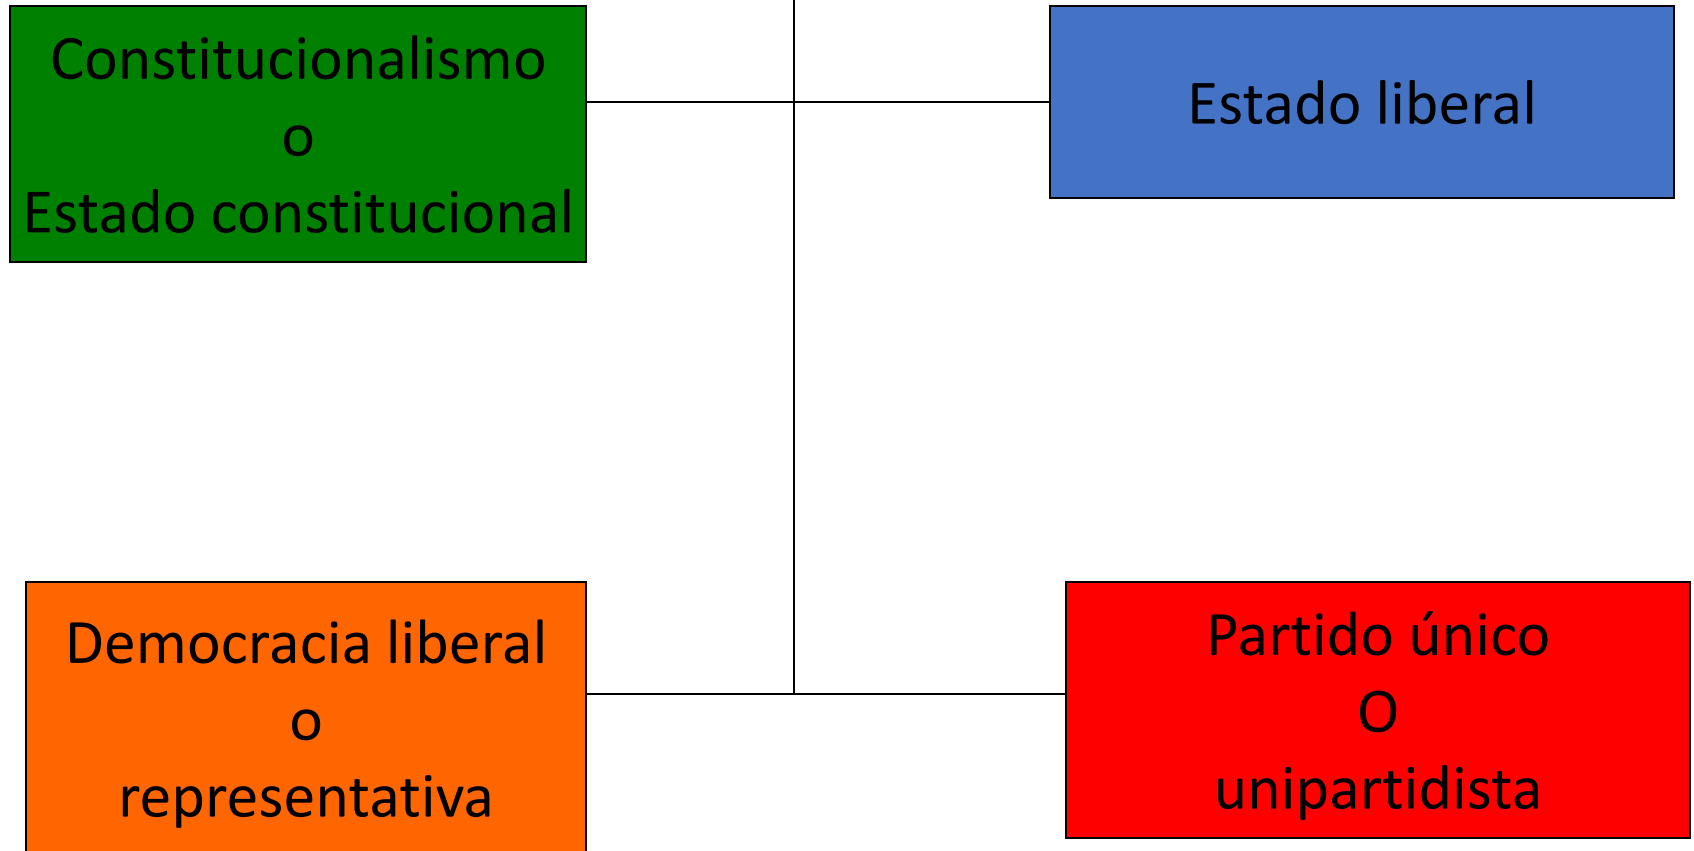 Constitucionalismo
o
Estado constitucional
Estado liberal
Democracia liberal
o
representativa
Partido único
O
unipartidista